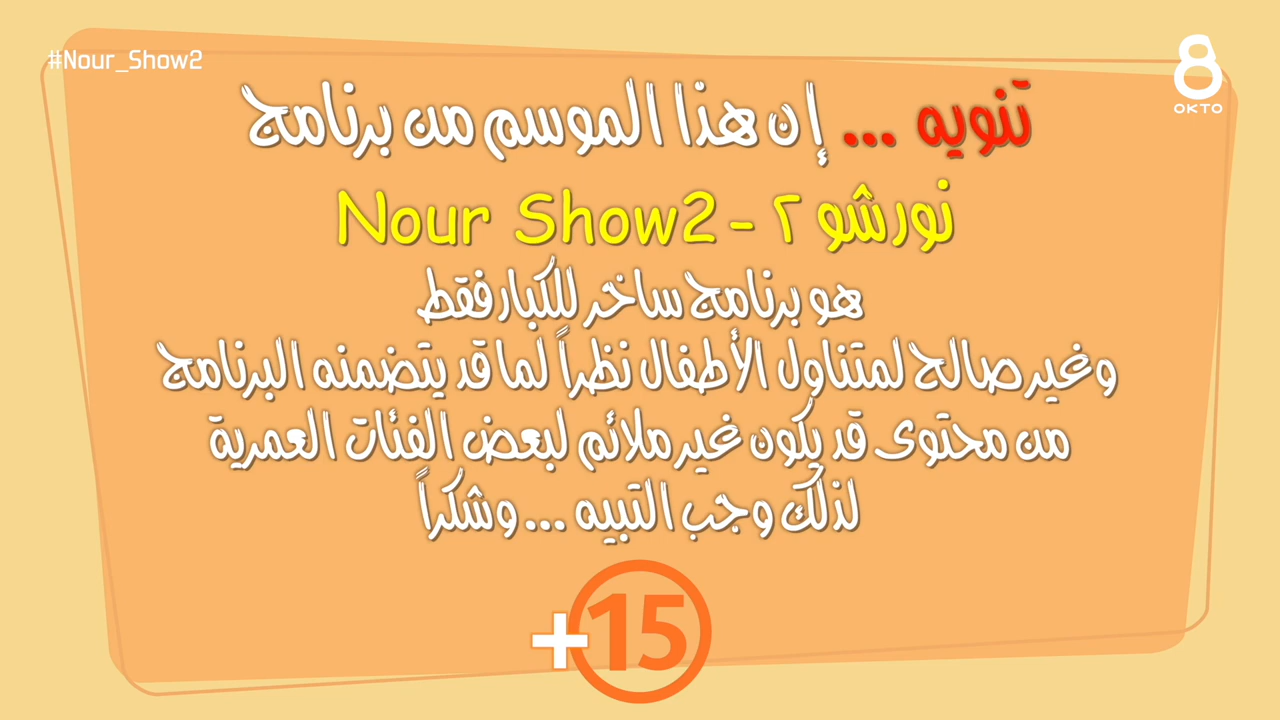 #Nour_Show2
8
OKTO
تنويه ... إن هذا الموسم من برنامج
نور شو ٢ - Nour Show2
هو برنامج ساخر للكبار فقط
وغير صالح لمتناول الأطفال نظراً لما قد يتضمنه البرنامج
من محتوى قد يكون غير ملائم لبعض الفئات العمرية
لذلك وجب التبيه ... وشكراً
+15